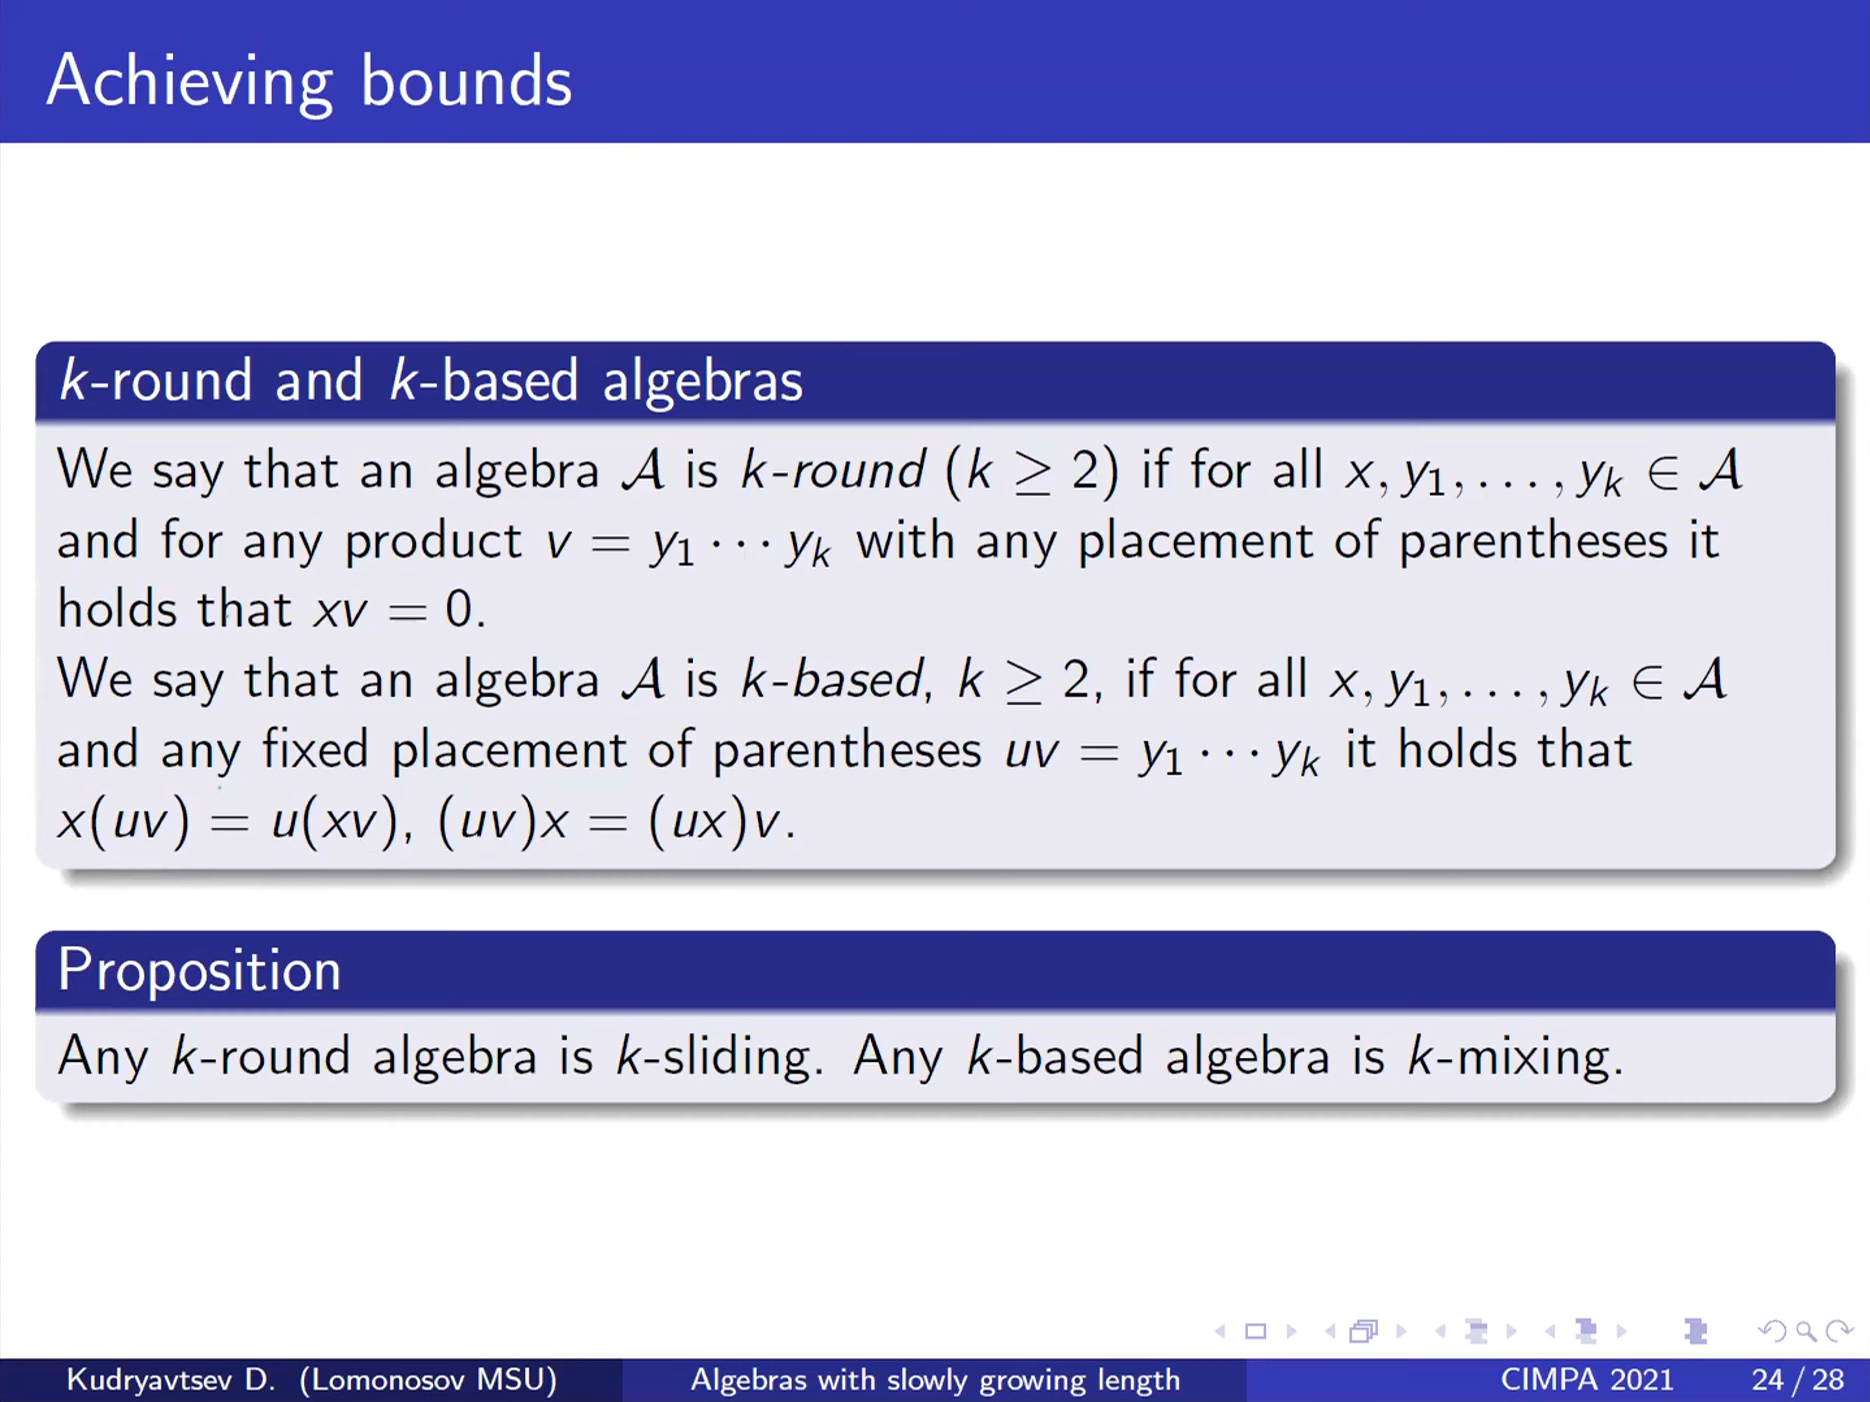 Achieving bounds
k-round and k-based algebras
We say that an algebra 𝒜 is k-round (k ≥ 2) if for all x, y₁, . . . , yₖ ∈ 𝒜
and for any product v = y₁ · · · yₖ with any placement of parentheses it
holds that xv = 0.
We say that an algebra 𝒜 is k-based, k ≥ 2, if for all x, y₁, . . . , yₖ ∈ 𝒜
and any fixed placement of parentheses uv = y₁ · · · yₖ it holds that
x(uv) = u(xv), (uv)x = (ux)v.
Proposition
Any k-round algebra is k-sliding. Any k-based algebra is k-mixing.
Kudryavtsev D. (Lomonosov MSU) Algebras with slowly growing length CIMPA 2021 24 / 28